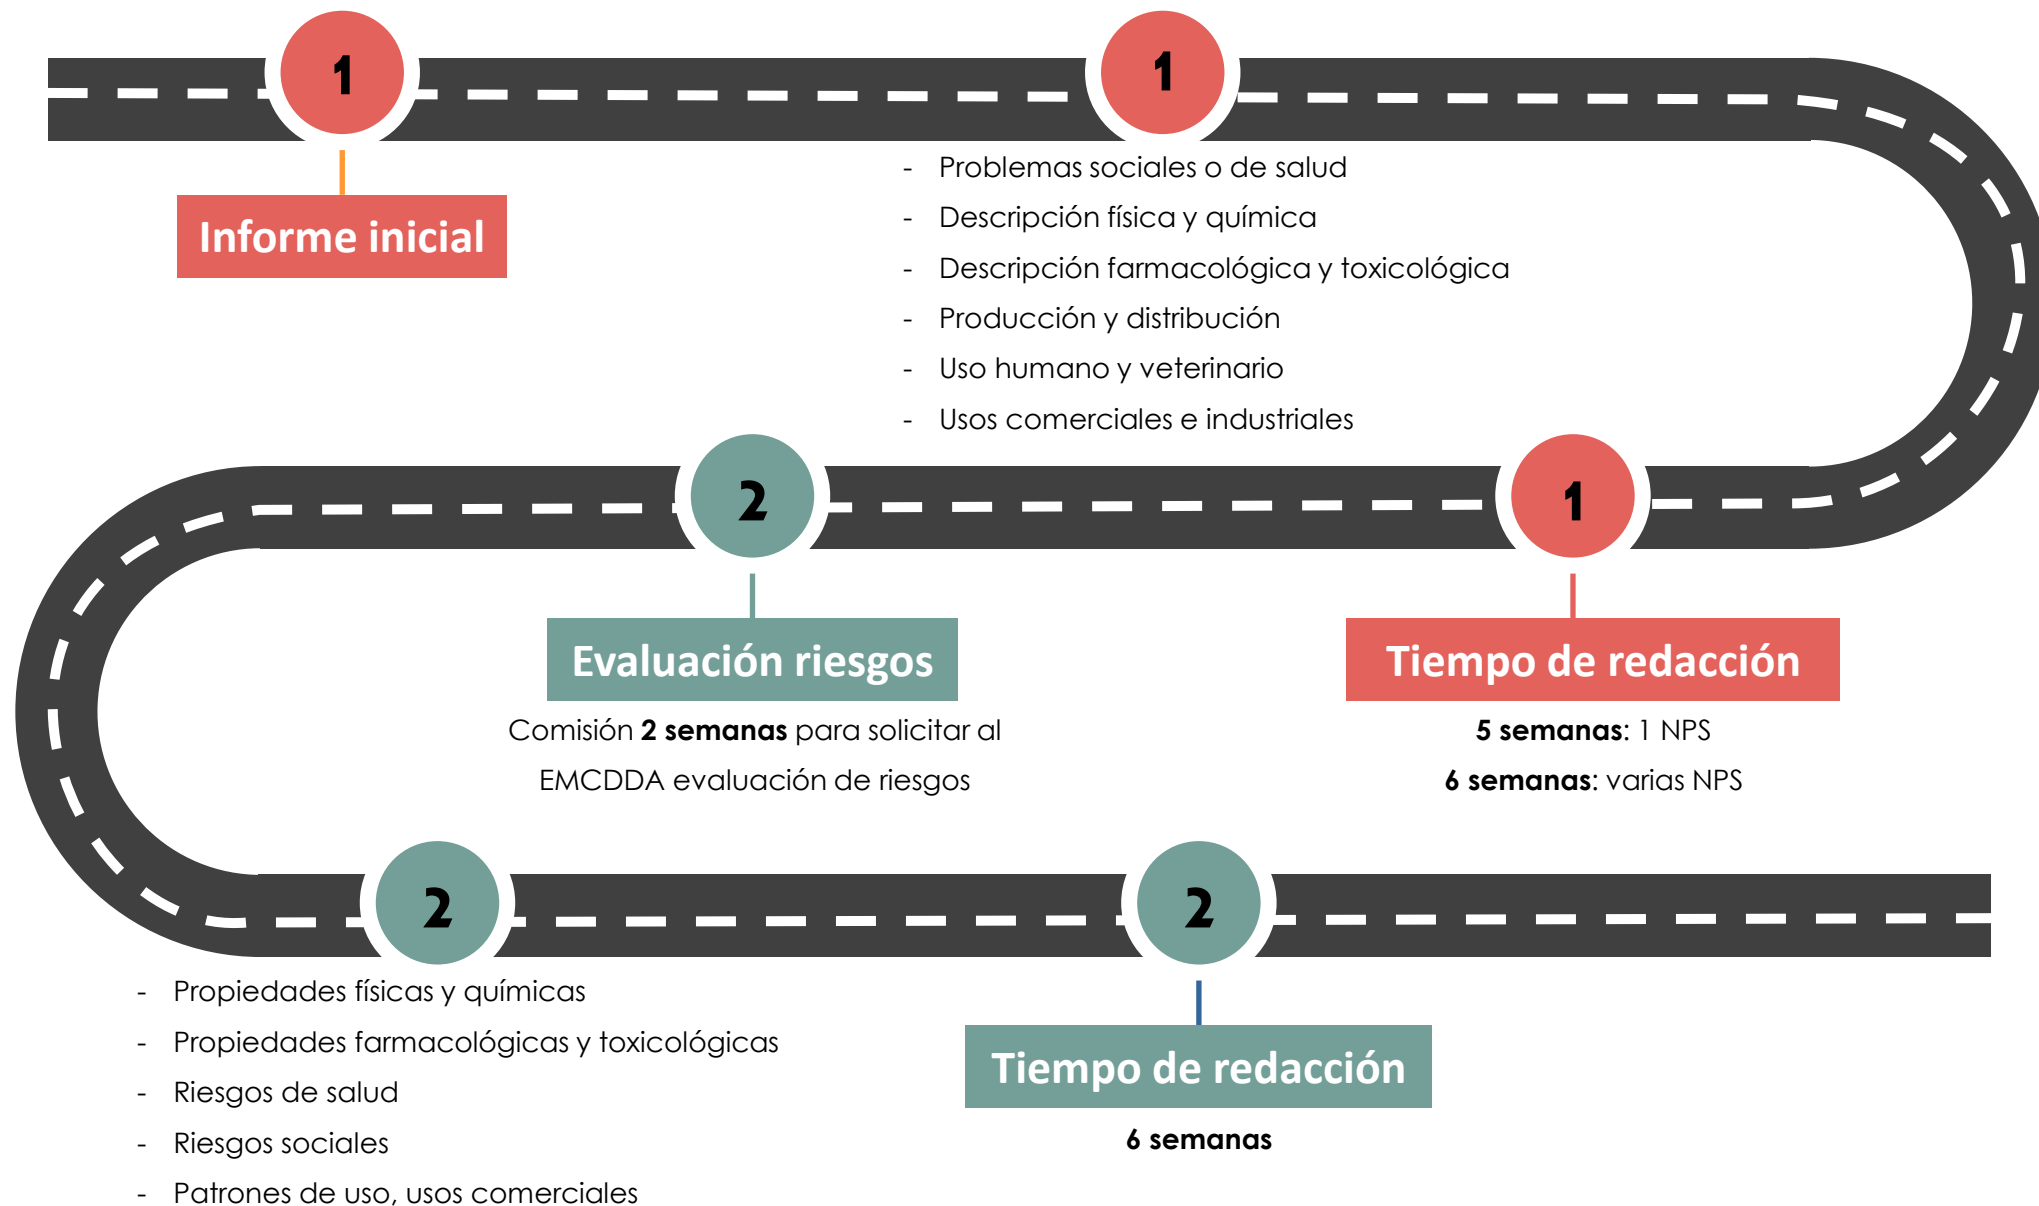 1
Informe inicial
1
- Problemas sociales o de salud
- Descripción física y química
- Descripción farmacológica y toxicológica
- Producción y distribución
- Uso humano y veterinario
- Usos comerciales e industriales
1
Tiempo de redacción
5 semanas: 1 NPS
6 semanas: varias NPS
2
Evaluación riesgos
Comisión 2 semanas para solicitar al
EMCDDA evaluación de riesgos
2
- Propiedades físicas y químicas
- Propiedades farmacológicas y toxicológicas
- Riesgos de salud
- Riesgos sociales
- Patrones de uso, usos comerciales
2
Tiempo de redacción
6 semanas